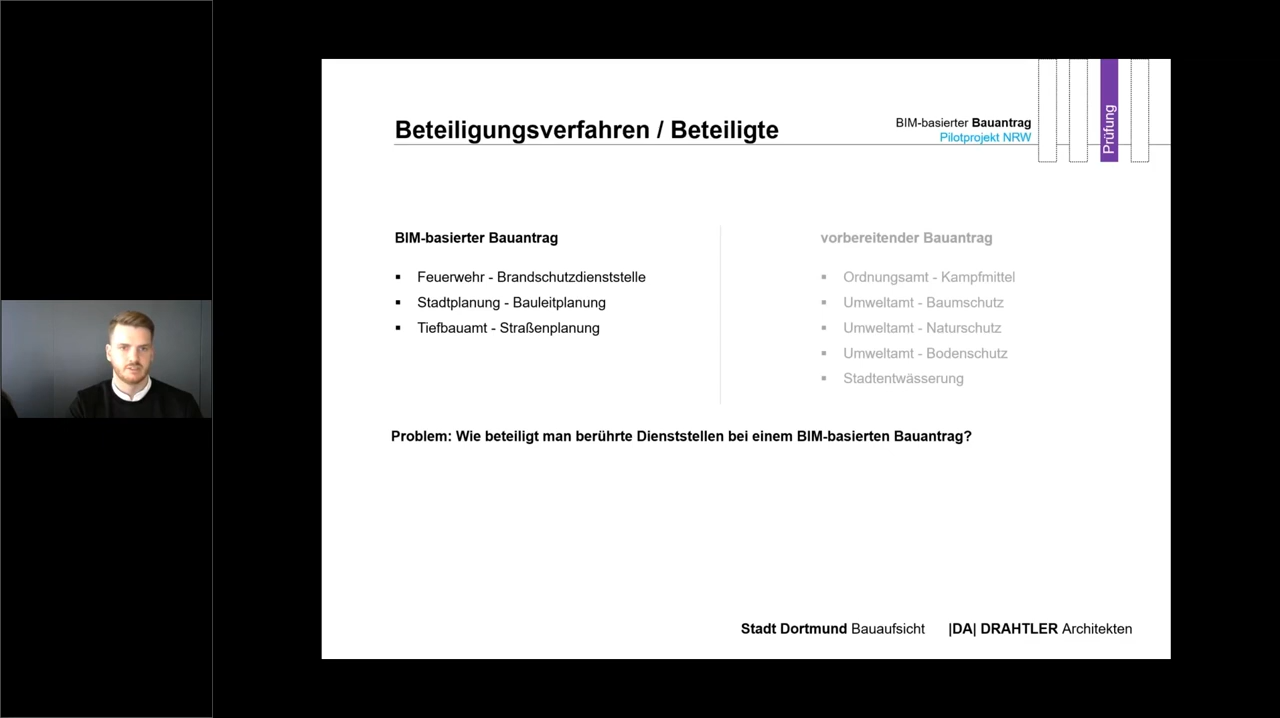 Beteiligungsverfahren / Beteiligte
BIM-basierter Bauantrag
Pilotprojekt NRW
Prüfung
BIM-basierter Bauantrag
▪ Feuerwehr - Brandschutzdienststelle
▪ Stadtplanung - Bauleitplanung
▪ Tiefbauamt - Straßenplanung
vorbereitender Bauantrag
▪ Ordnungsamt - Kampfmittel
▪ Umweltamt - Baumschutz
▪ Umweltamt - Naturschutz
▪ Umweltamt - Bodenschutz
▪ Stadtentwässerung
Problem: Wie beteiligt man berührte Dienststellen bei einem BIM-basierten Bauantrag?
Stadt Dortmund Bauaufsicht |DA| DRAHTLER Architekten